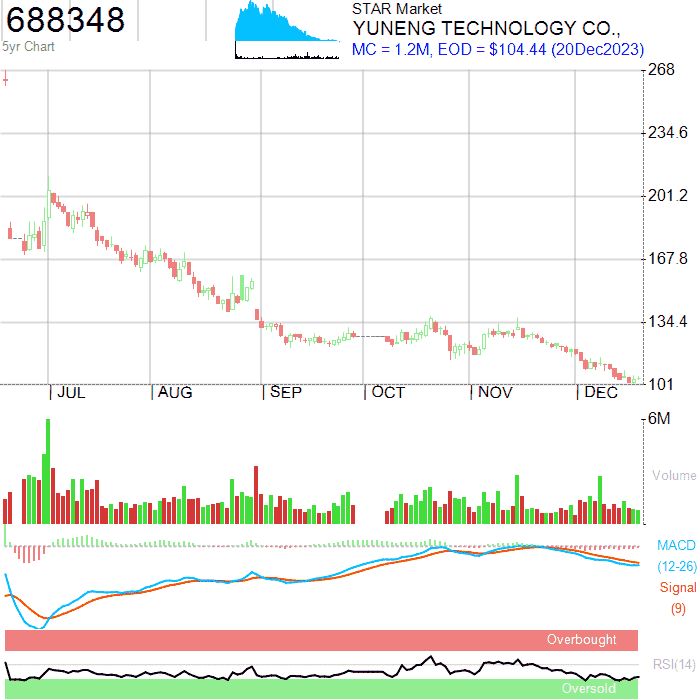 688348
5yr Chart
STAR Market
YUNENG TECHNOLOGY CO.,
MC = 1.2M, EOD = $104.44 (20Dec2023)
268
234.6
201.2
167.8
134.4
101
JUL
AUG
SEP
OCT
NOV
DEC
6M
Volume
MACD
(12-26)
Signal
(9)
Overbought
RSI(14)
Oversold